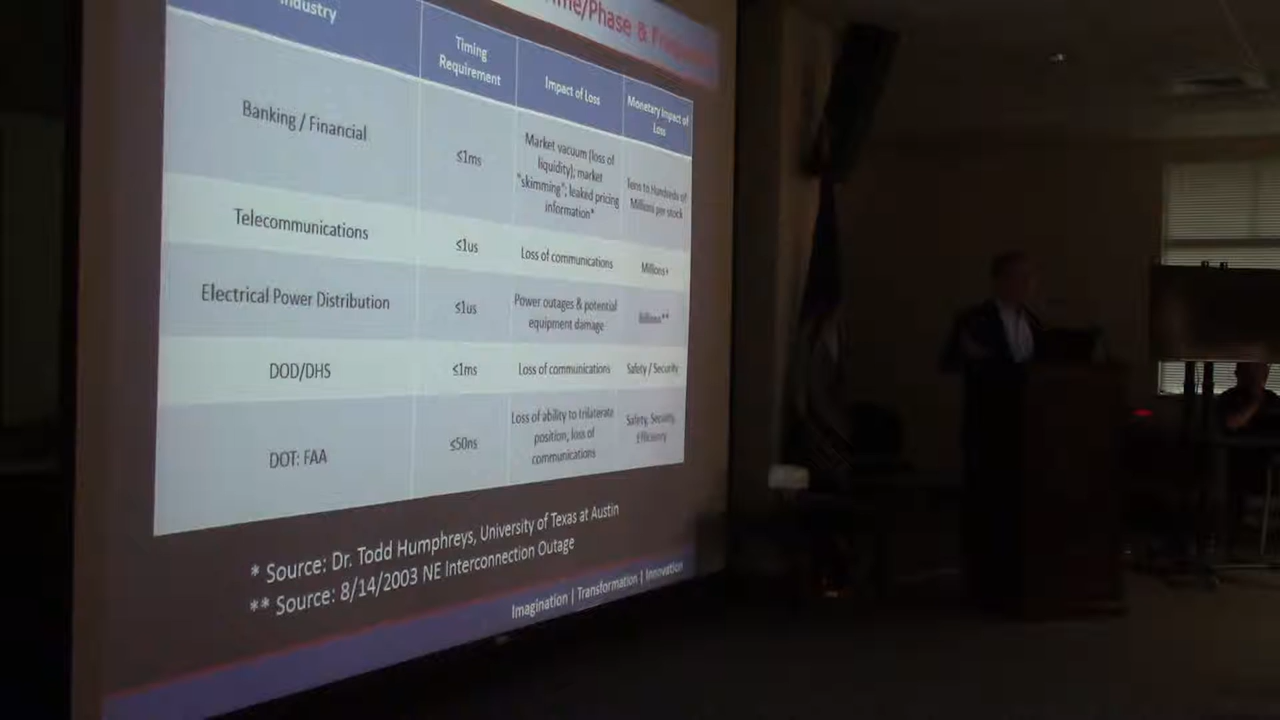 me/Phase & Frequency
ndustry
Timing
Requirement
Impact of Loss
Monetary Impact of
Loss
Banking / Financial
≤1ms
Market vacuum (loss of
liquidity); market
"skimming"; leaked pricing
information*
Tens to Hundreds of
Millions per stock
Telecommunications
≤1us
Loss of communications
Millions+
Electrical Power Distribution
≤1us
Power outages & potential
equipment damage
Billions**
DOD/DHS
≤1ms
Loss of communications
Safety / Security
DOT: FAA
≤50ns
Loss of ability to trilaterate
position, loss of
communications
Safety, Security,
Efficiency
* Source: Dr. Todd Humphreys, University of Texas at Austin
** Source: 8/14/2003 NE Interconnection Outage
Imagination | Transformation | Innovation